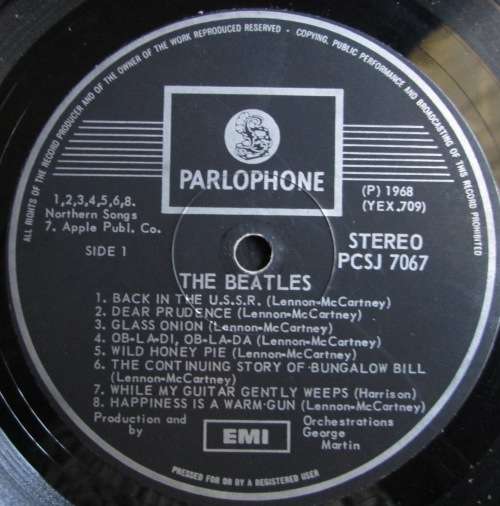 ALL RIGHTS OF THE RECORD PRODUCER AND OF THE OWNER OF THE WORK REPRODUCED RESERVED - COPYING, PUBLIC PERFORMANCE AND BROADCASTING OF THIS RECORD PROHIBITED
PARLOPHONE
1,2,3,4,5,6,8.
Northern Songs
7. Apple Publ. Co.
SIDE 1
(P) 1968
(YEX.709)
STEREO
PCSJ 7067
THE BEATLES
1. BACK IN THE U.S.S.R. (Lennon-McCartney)
2. DEAR PRUDENCE (Lennon-McCartney)
3. GLASS ONION (Lennon-McCartney)
4. OB-LA-DI, OB-LA-DA (Lennon-McCartney)
5. WILD HONEY PIE (Lennon-McCartney)
6. THE CONTINUING STORY OF BUNGALOW BILL
(Lennon-McCartney)
7. WHILE MY GUITAR GENTLY WEEPS (Harrison)
8. HAPPINESS IS A WARM GUN (Lennon-McCartney)
Production and
by
EMI
Orchestrations
George
Martin
PRESSED FOR OR BY A REGISTERED USER